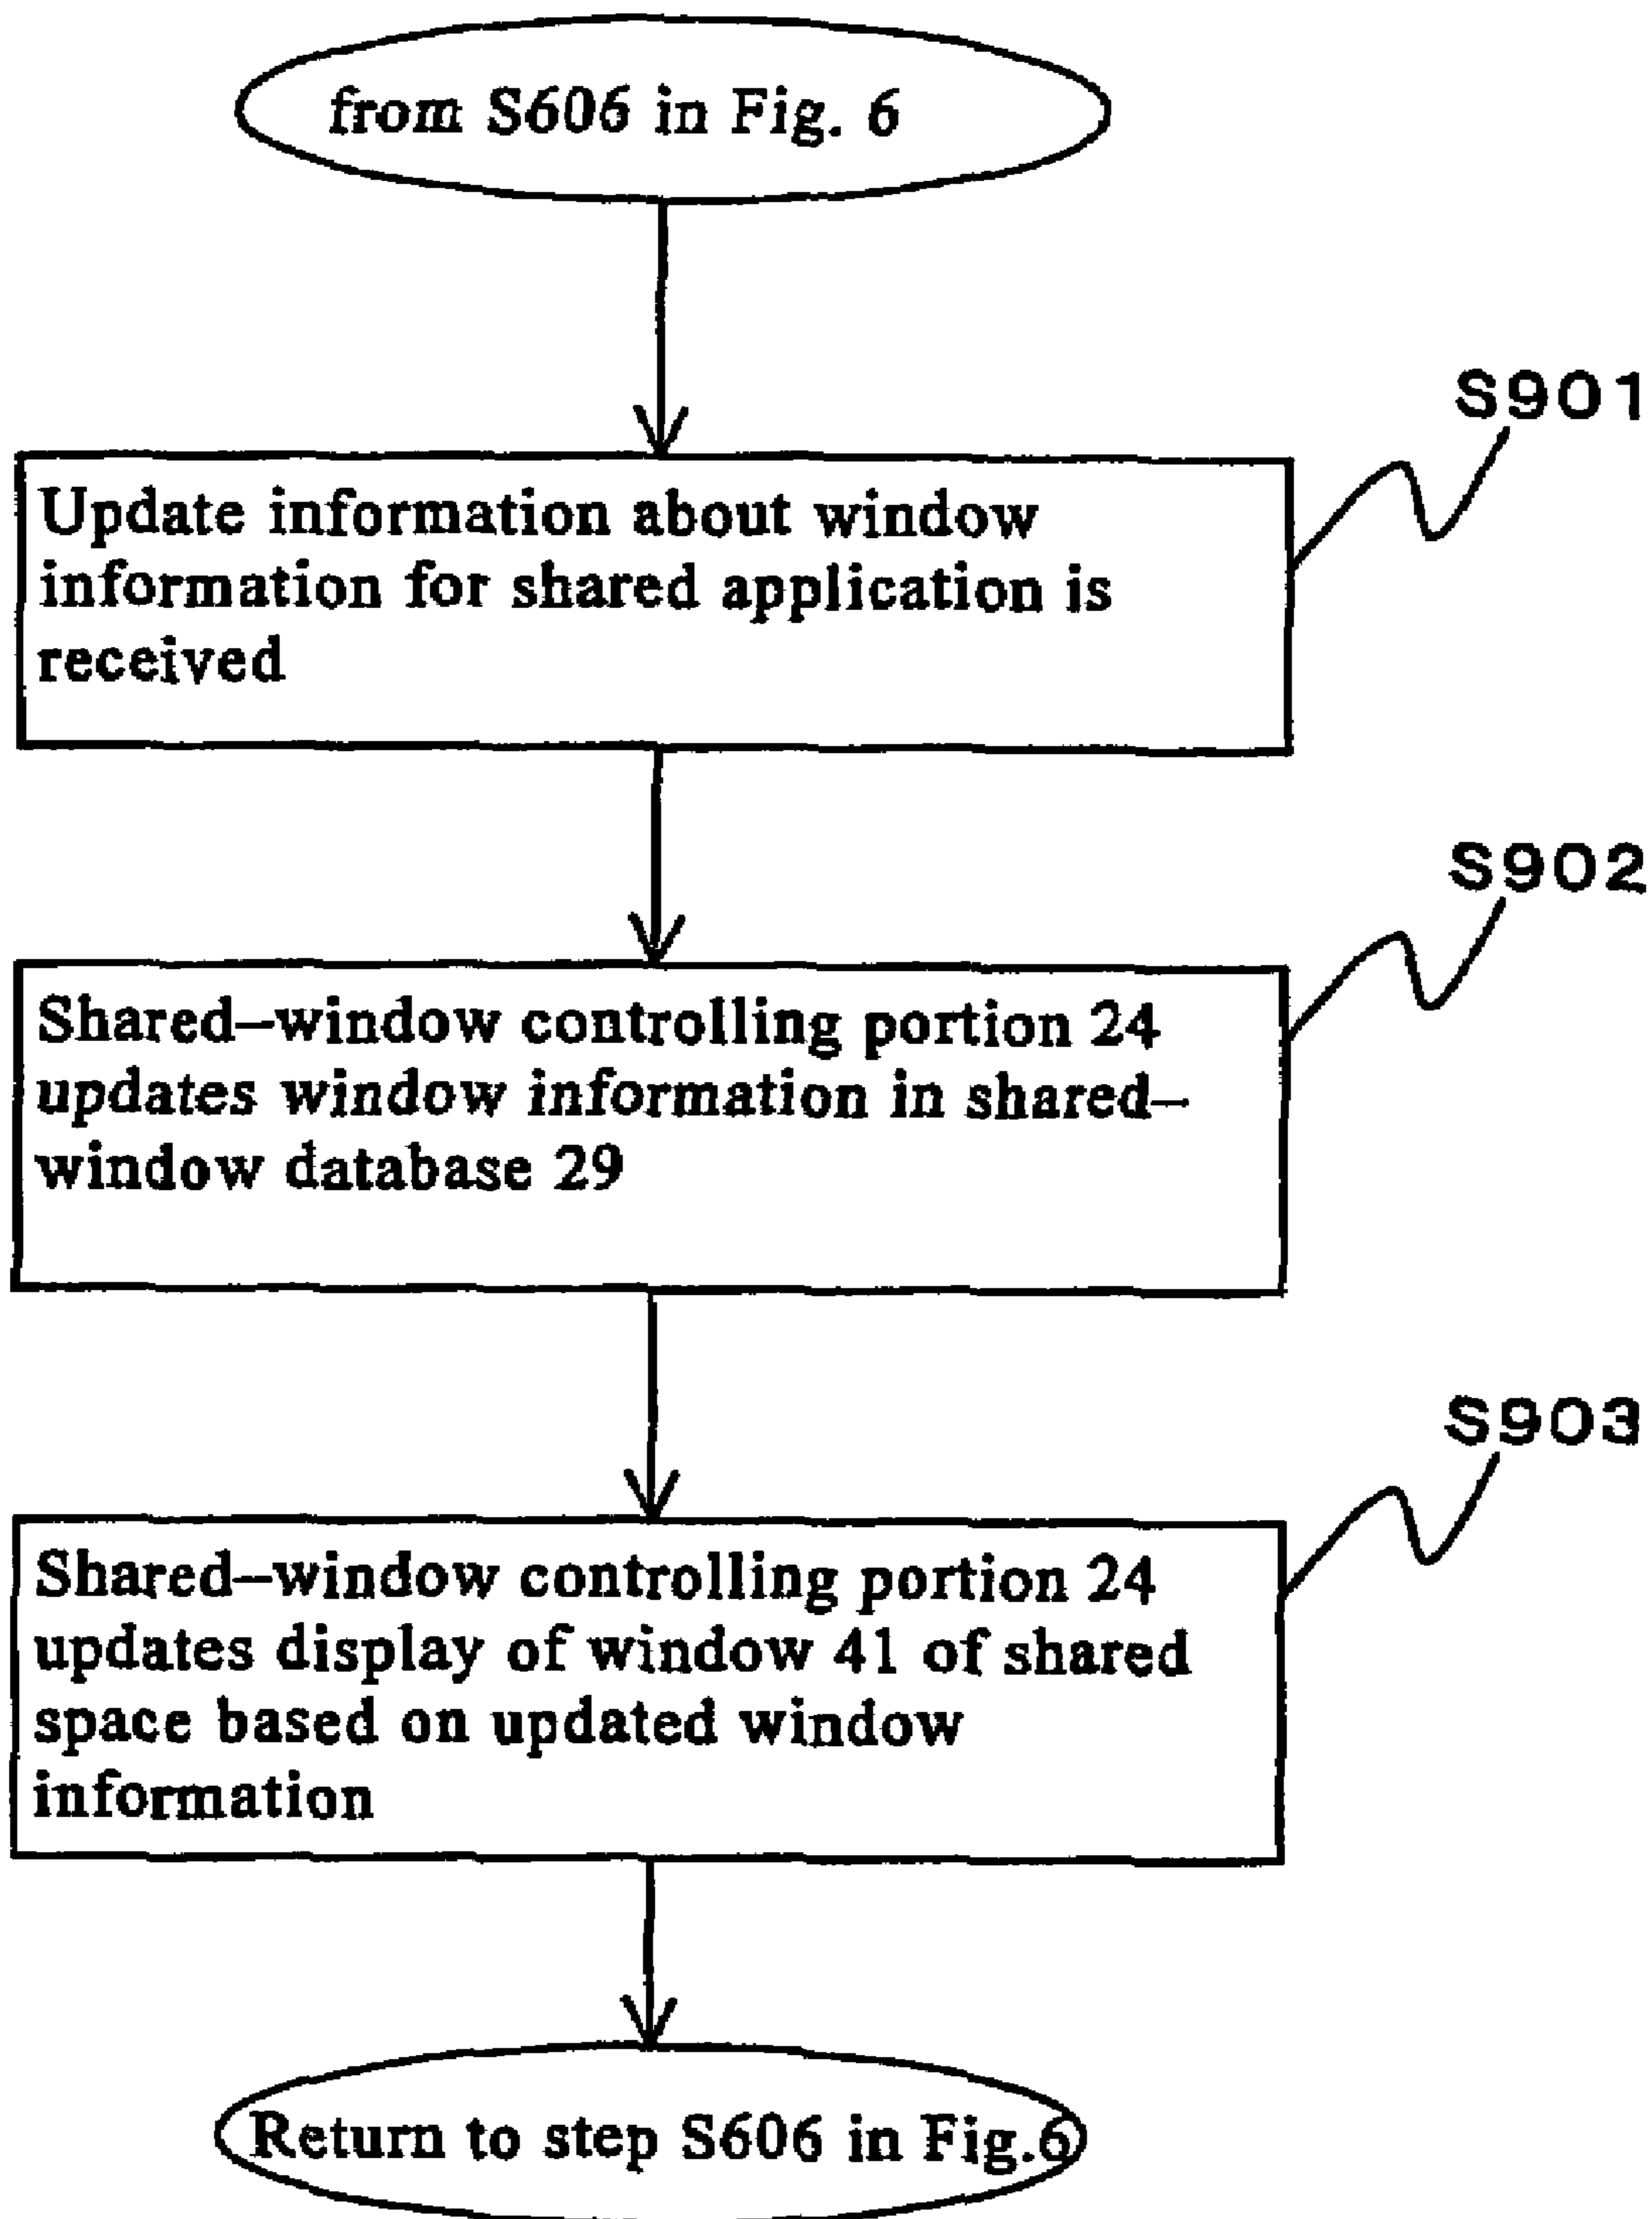 from S606 in Fig. 6
S901
Update information about window
information for shared application is
received
S902
Shared–window controlling portion 24
updates window information in shared–
window database 29
S903
Shared–window controlling portion 24
updates display of window 41 of shared
space based on updated window
information
Return to step S606 in Fig.6